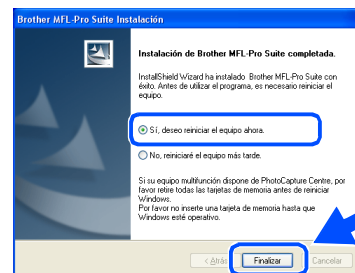 Brother MFL-Pro Suite Instalación
Instalación de Brother MFL-Pro Suite completada.
InstallShield Wizard ha instalado Brother MFL-Pro Suite con
éxito. Antes de utilizar el programa, es necesario reiniciar el
equipo.
Sí, deseo reiniciar el equipo ahora.
No, reiniciaré el equipo más tarde.
Si su equipo multifunción dispone de PhotoCapture Centre, por
favor retire todas las tarjetas de memoria antes de reiniciar
Windows.
Por favor no inserte una tarjeta de memoria hasta que
Windows esté operativo.
< Atrás
Finalizar
Cancelar